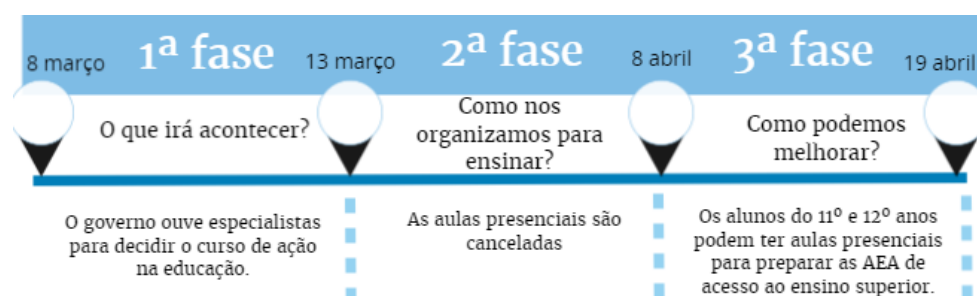 8 março
1ª fase
13 março
2ª fase
8 abril
3ª fase
19 abril
O que irá acontecer?
Como nos
organizamos para
ensinar?
Como podemos
melhorar?
O governo ouve especialistas
para decidir o curso de ação
na educação.
As aulas presenciais são
canceladas
Os alunos do 11º e 12º anos
podem ter aulas presenciais
para preparar as AEA de
acesso ao ensino superior.